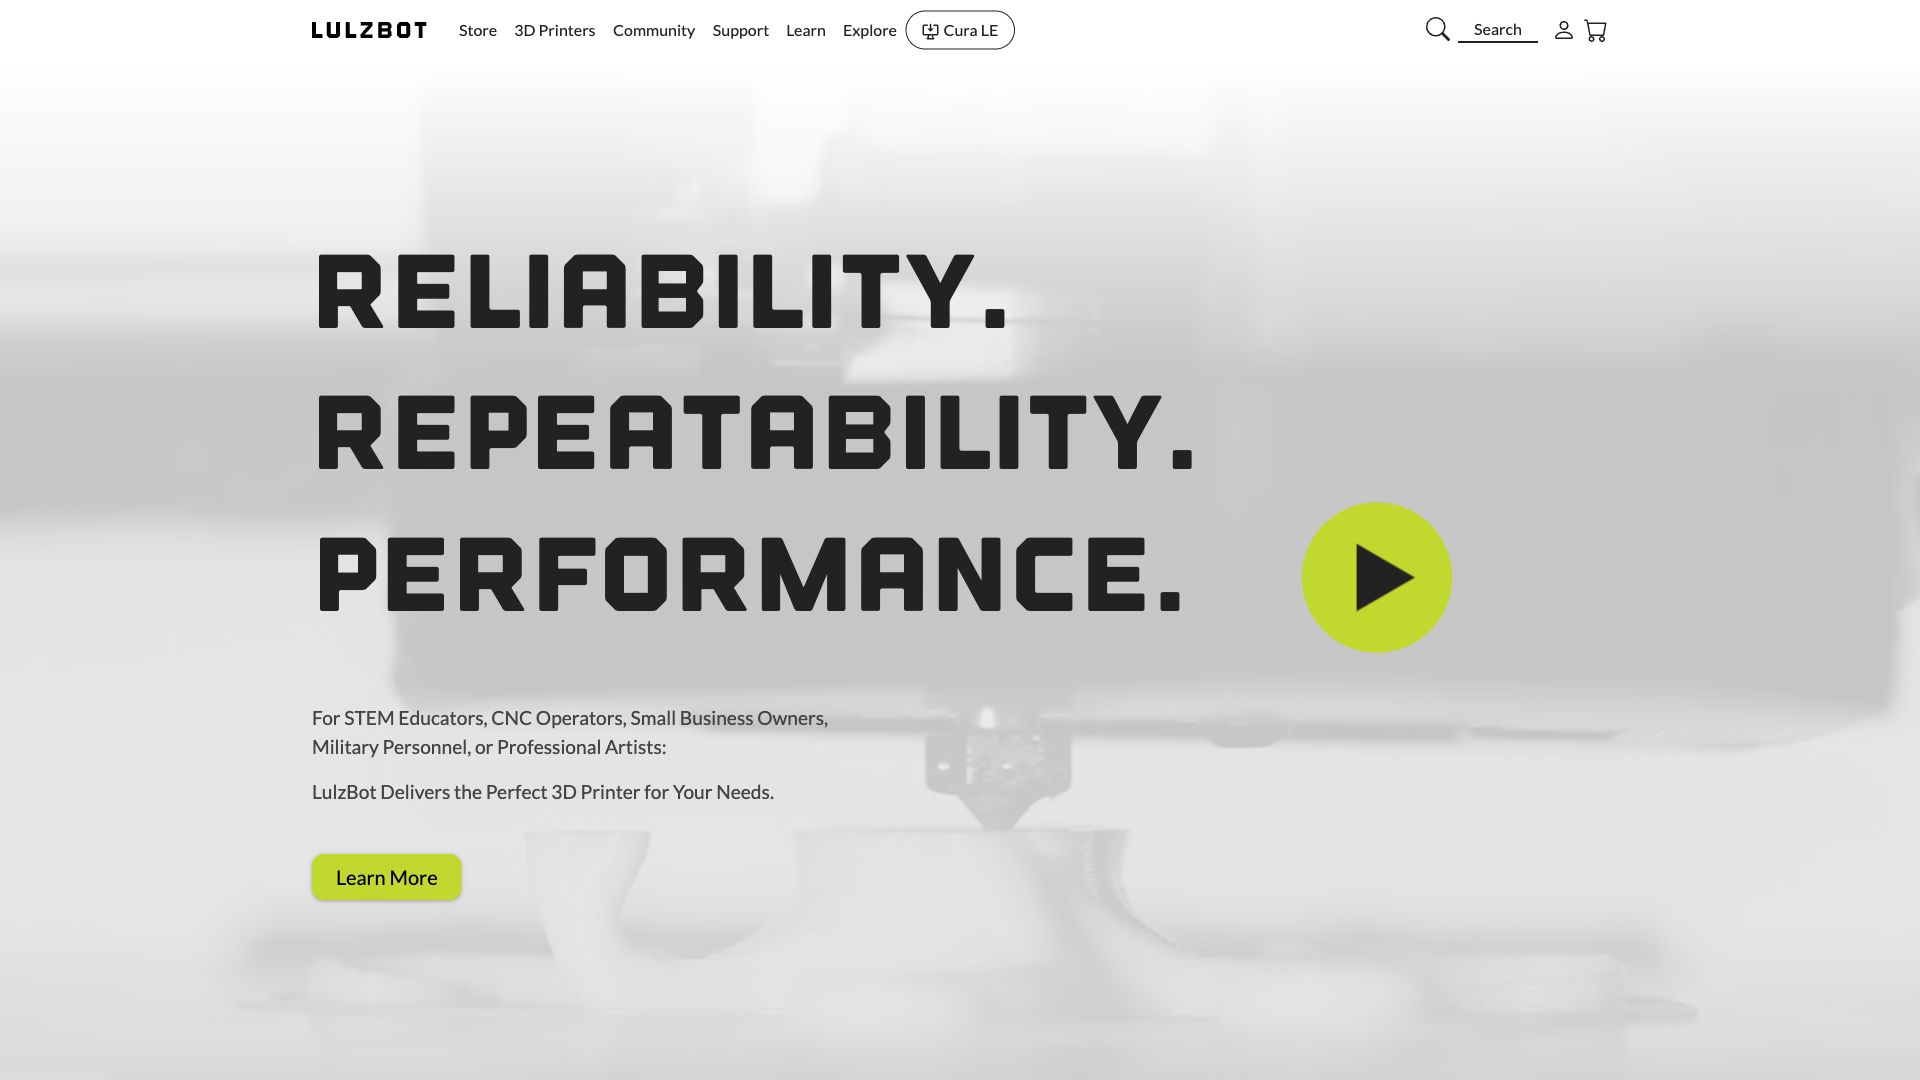 LULZBOT
Store
3D Printers
Community
Support
Learn
Explore
Cura LE
Search
RELIABILITY.
REPEATABILITY.
PERFORMANCE.
For STEM Educators, CNC Operators, Small Business Owners,
Military Personnel, or Professional Artists:
LulzBot Delivers the Perfect 3D Printer for Your Needs.
Learn More